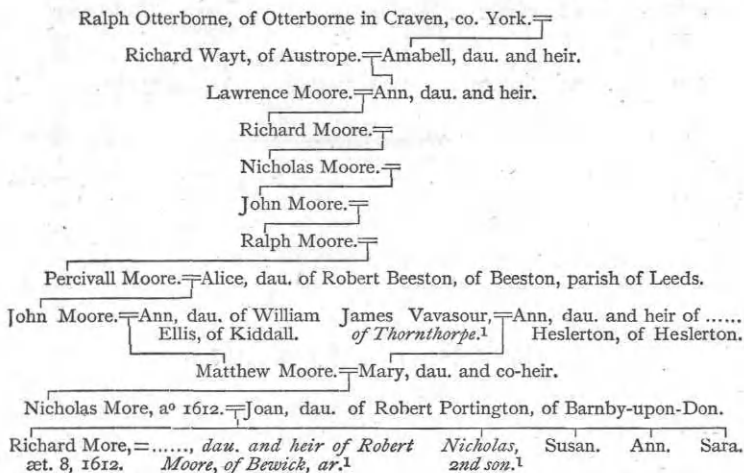 Ralph Otterborne, of Otterborne in Craven, co. York.
Richard Wayt, of Austrope. Amabell, dau. and heir.
Lawrence Moore. Ann, dau. and heir.
Richard Moore.
Nicholas Moore.
John Moore.
Ralph Moore.
Percivall Moore. Alice, dau. of Robert Beeston, of Beeston, parish of Leeds.
John Moore. Ann, dau. of William Ellis, of Kiddall.
James Vavasour, of Thornthorpe.¹
Ann, dau. and heir of ...... Heslerton, of Heslerton.
Matthew Moore. Mary, dau. and co-heir.
Nicholas More, aº 1612. Joan, dau. of Robert Portington, of Barnby-upon-Don.
Richard More, = ......, dau. and heir of Robert Nicholas, Susan. Ann. Sara.
æt. 8, 1612. Moore, of Bewick, ar.¹ 2nd son.¹